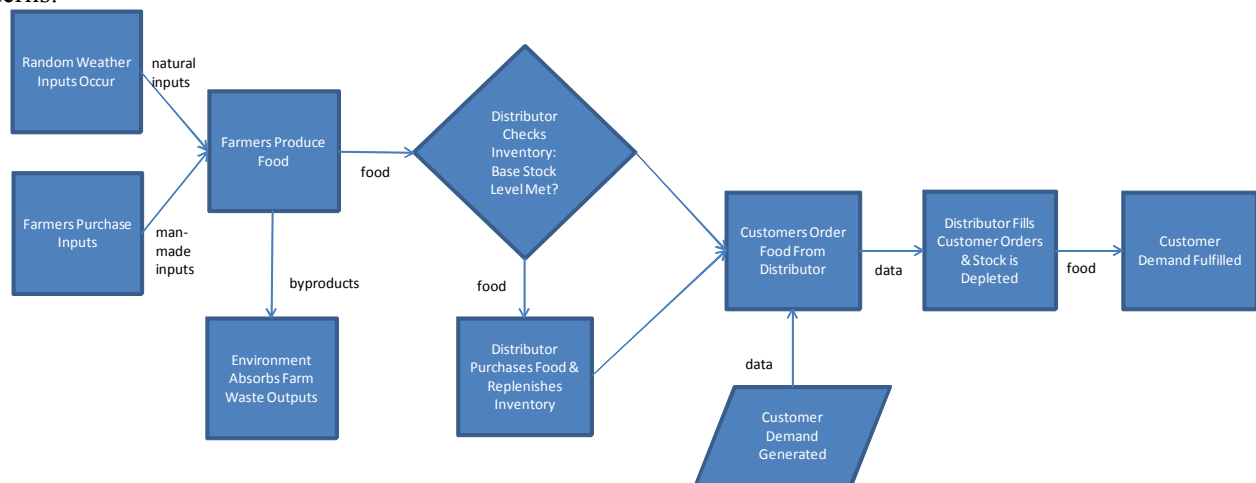 Random Weather
Inputs Occur
natural
inputs
Farmers Produce
Food
Farmers Purchase
Inputs
man-
made
inputs
food
byproducts
Environment
Absorbs Farm
Waste Outputs
Distributor
Checks
Inventory:
Base Stock
Level Met?
food
Distributor
Purchases Food &
Replenishes
Inventory
Customers Order
Food From
Distributor
data
Customer
Demand
Generated
data
Distributor Fills
Customer Orders
& Stock is
Depleted
food
Customer
Demand Fulfilled